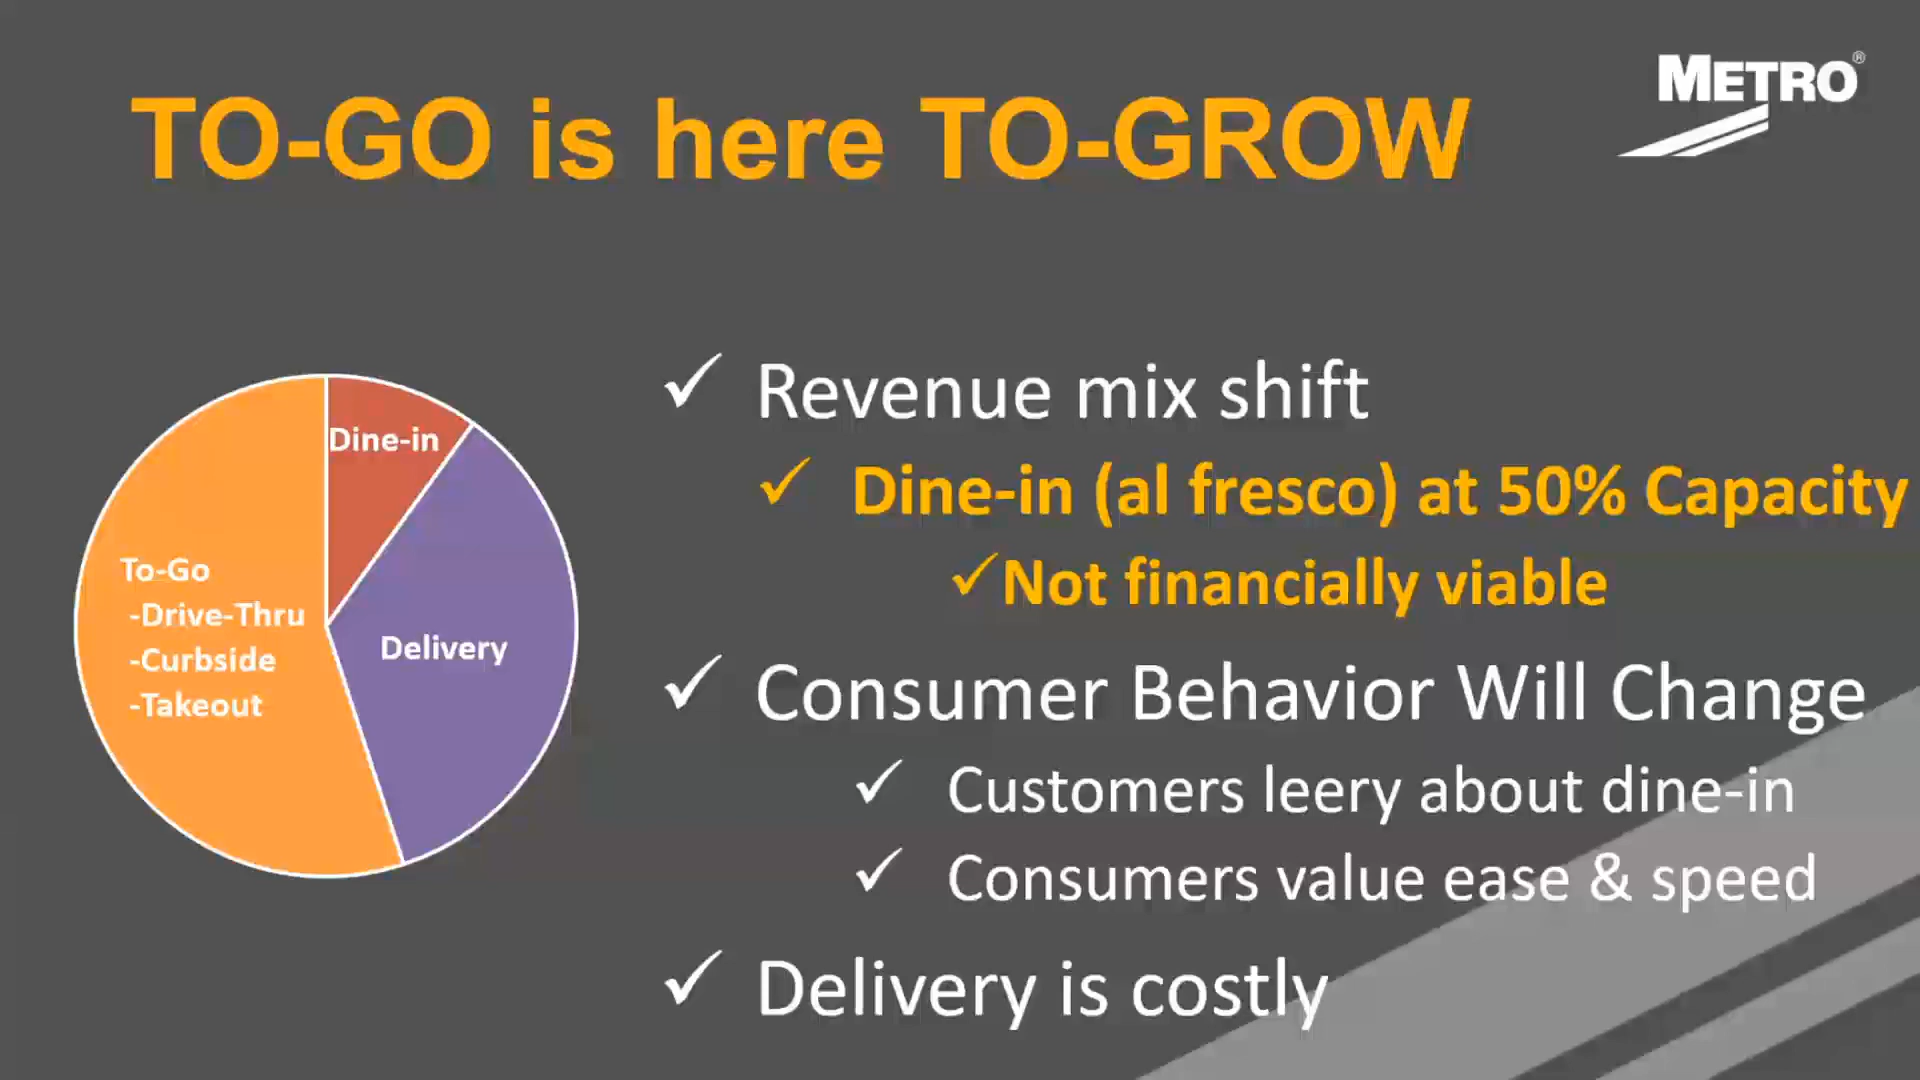 METRO®
TO-GO is here TO-GROW
Dine-in
To-Go
-Drive-Thru
-Curbside
-Takeout
Delivery
✓ Revenue mix shift
✓ Dine-in (al fresco) at 50% Capacity
✓Not financially viable
✓ Consumer Behavior Will Change
✓ Customers leery about dine-in
✓ Consumers value ease & speed
✓ Delivery is costly